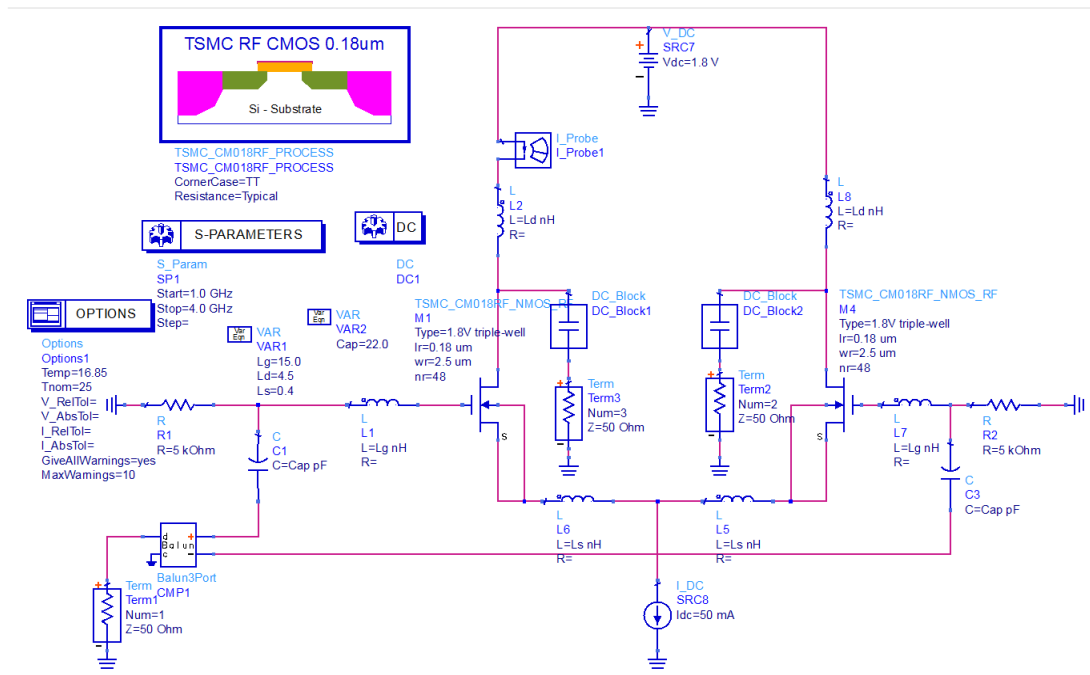 TSMC RF CMOS 0.18um
Si - Substrate
TSMC_CM018RF_PROCESS
TSMC_CM018RF_PROCESS
CornerCase=TT
Resistance=Typical
V_DC
SRC7
Vdc=1.8 V
+
-
I_Probe
I_Probe1
L
L2
L=Ld nH
R=
L
L8
L=Ld nH
R=
S-PARAMETERS
S_Param
SP1
Start=1.0 GHz
Stop=4.0 GHz
Step=
DC
DC
DC1
OPTIONS
Options
Options1
Temp=16.85
Tnom=25
V_RelTol=
V_AbsTol=
I_RelTol=
I_AbsTol=
GiveAllWarnings=yes
MaxWarnings=10
Var
Eqn
VAR
VAR1
Lg=15.0
Ld=4.5
Ls=0.4
Var
Eqn
VAR
VAR2
Cap=22.0
TSMC_CM018RF_NMOS_RF
M1
Type=1.8V triple-well
lr=0.18 um
wr=2.5 um
nr=48
S
DC_Block
DC_Block1
DC_Block
DC_Block2
TSMC_CM018RF_NMOS_RF
M4
Type=1.8V triple-well
lr=0.18 um
wr=2.5 um
nr=48
S
+
Term
Term3
Num=3
Z=50 Ohm
-
+
Term
Term2
Num=2
Z=50 Ohm
-
R
R1
R=5 kOhm
C
C1
C=Cap pF
L
L1
L=Lg nH
R=
L
L7
L=Lg nH
R=
R
R2
R=5 kOhm
C
C3
C=Cap pF
L
L6
L=Ls nH
R=
L
L5
L=Ls nH
R=
d
+
Balun
c
-
Balun3Port
CMP1
+
Term
Term1
Num=1
Z=50 Ohm
-
I_DC
SRC8
Idc=50 mA